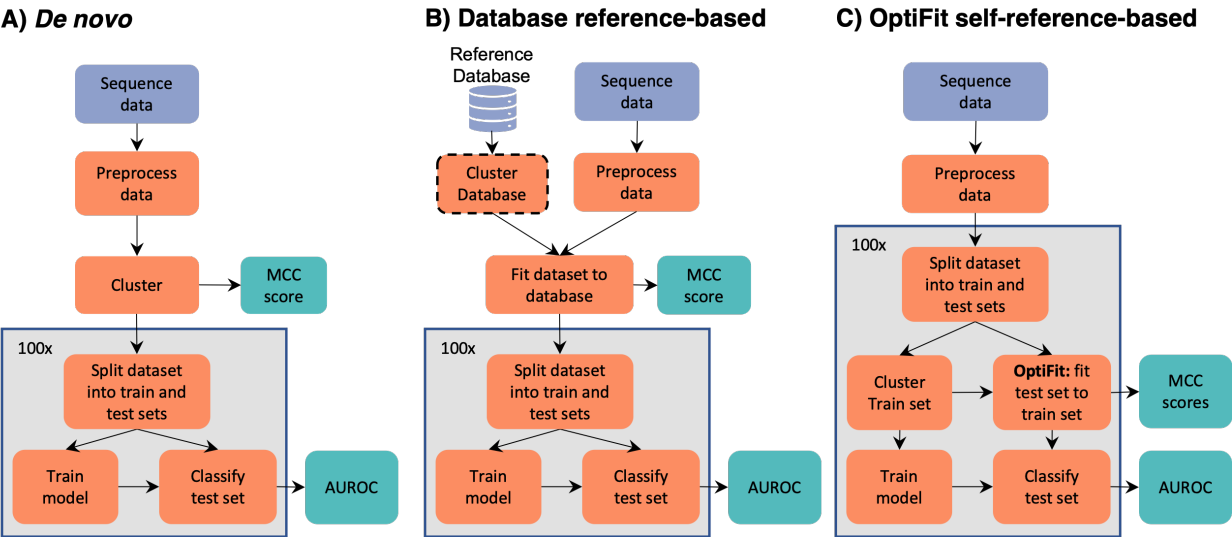 A) De novo
Sequence
data
Preprocess
data
Cluster
MCC
score
100x
Split dataset
into train and
test sets
Train
model
Classify
test set
AUROC
B) Database reference-based
Reference
Database
Sequence
data
Cluster
Database
Preprocess
data
Fit dataset to
database
MCC
score
100x
Split dataset
into train and
test sets
Train
model
Classify
test set
AUROC
C) OptiFit self-reference-based
Sequence
data
Preprocess
data
100x
Split dataset
into train and
test sets
Cluster
Train set
OptiFit: fit
test set to
train set
MCC
scores
Train
model
Classify
test set
AUROC